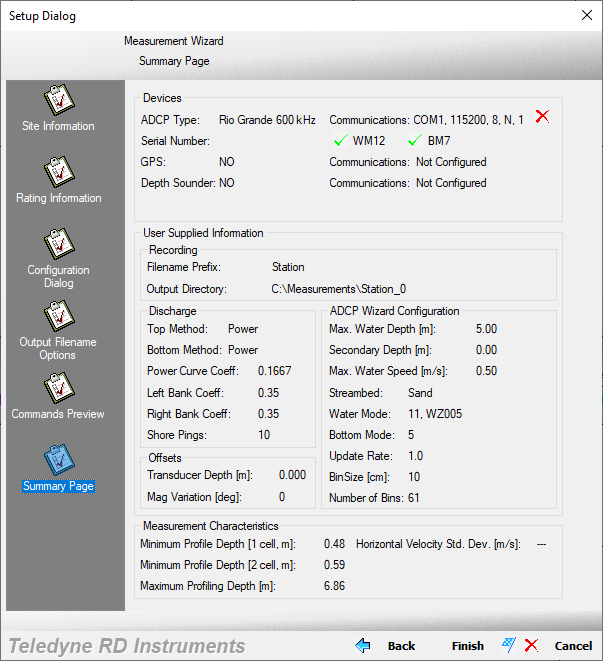 Setup Dialog
Measurement Wizard
Summary Page
Site Information
Rating Information
Configuration
Dialog
Output Filename
Options
Commands Preview
Summary Page
Devices
ADCP Type: Rio Grande 600 kHz Communications: COM1, 115200, 8, N, 1
Serial Number: WM12 BM7
GPS: NO Communications: Not Configured
Depth Sounder: NO Communications: Not Configured
User Supplied Information
Recording
Filename Prefix: Station
Output Directory: C:\Measurements\Station_0
Discharge
Top Method: Power
Bottom Method: Power
Power Curve Coeff: 0.1667
Left Bank Coeff: 0.35
Right Bank Coeff: 0.35
Shore Pings: 10
Offsets
Transducer Depth [m]: 0.000
Mag Variation [deg]: 0
ADCP Wizard Configuration
Max. Water Depth [m]: 5.00
Secondary Depth [m]: 0.00
Max. Water Speed [m/s]: 0.50
Streambed: Sand
Water Mode: 11, WZ005
Bottom Mode: 5
Update Rate: 1.0
BinSize [cm]: 10
Number of Bins: 61
Measurement Characteristics
Minimum Profile Depth [1 cell, m]: 0.48 Horizontal Velocity Std. Dev. [m/s]: ---
Minimum Profile Depth [2 cell, m]: 0.59
Maximum Profiling Depth [m]: 6.86
Teledyne RD Instruments
Back
Finish
Cancel